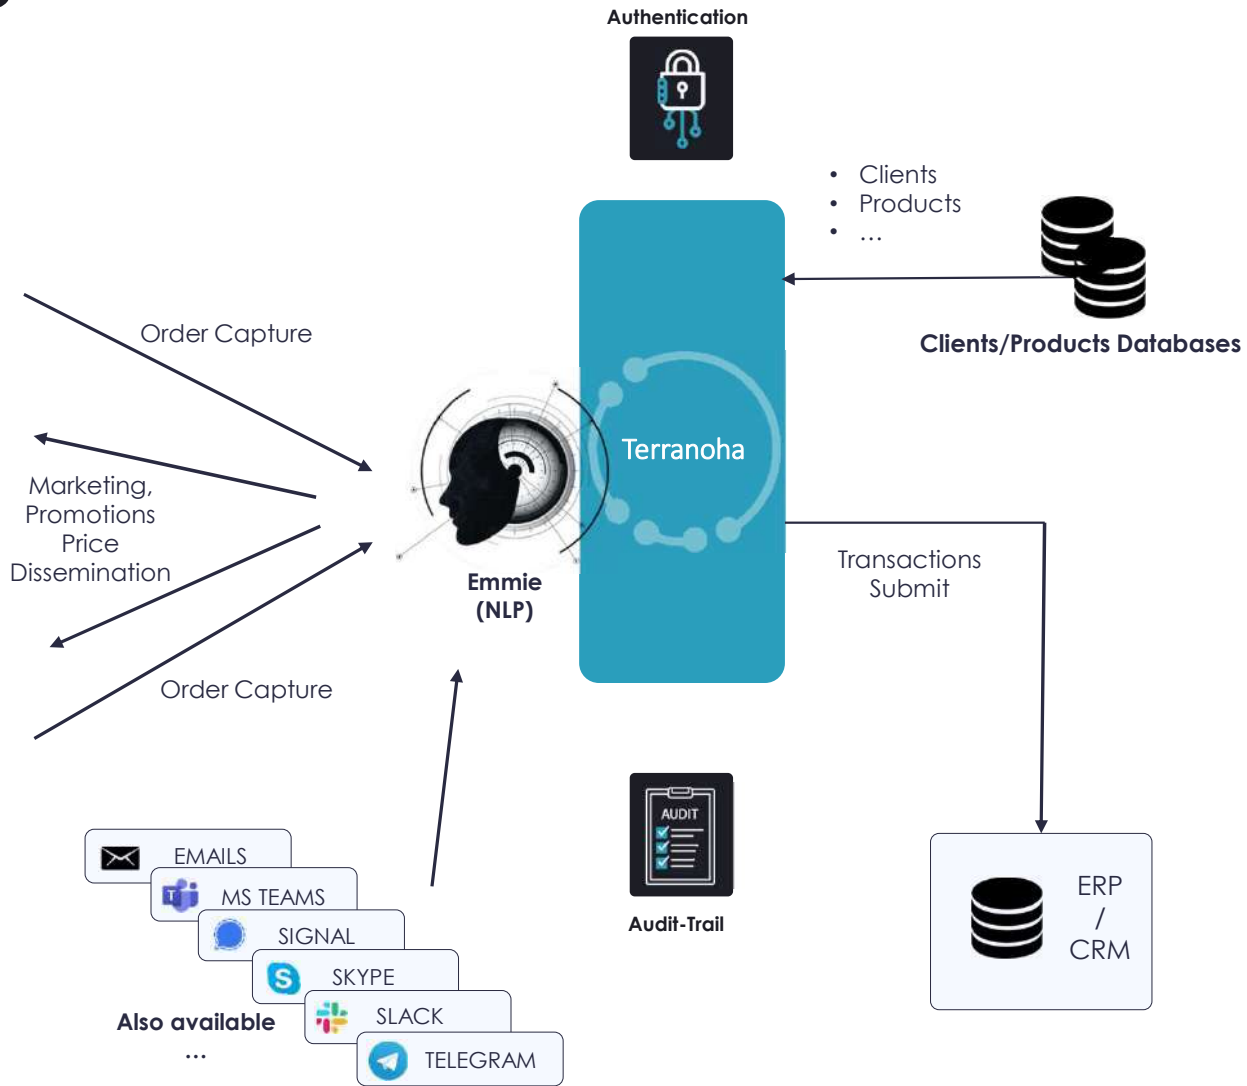 Authentication
• Clients
• Products
• ...
Clients/Products Databases
Order Capture
Terranoha
Marketing,
Promotions
Price
Dissemination
Emmie
(NLP)
Transactions
Submit
Order Capture
AUDIT
Audit-Trail
EMAILS
MS TEAMS
SIGNAL
SKYPE
SLACK
TELEGRAM
Also available
...
ERP
/
CRM